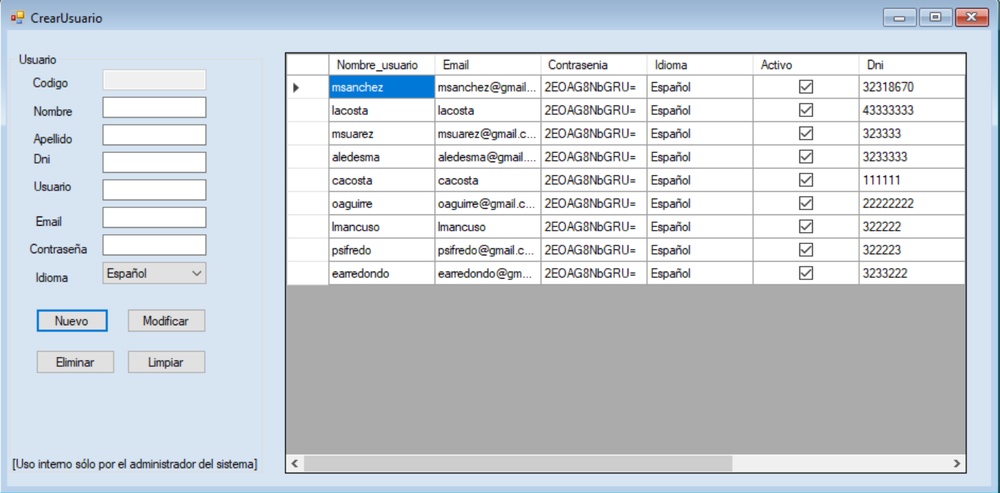 CrearUsuario
Usuario
Codigo
Nombre
Apellido
Dni
Usuario
Email
Contraseña
Idioma Español
Nuevo Modificar
Eliminar Limpiar
[Uso interno sólo por el administrador del sistema]
Nombre_usuario Email Contrasenia Idioma Activo Dni
msanchez msanchez@gmail... 2EOAG8NbGRU= Español 32318670
lacosta lacosta 2EOAG8NbGRU= Español 43333333
msuarez msuarez@gmail.c... 2EOAG8NbGRU= Español 323333
aledesma aledesma@gmail.... 2EOAG8NbGRU= Español 3233333
cacosta cacosta 2EOAG8NbGRU= Español 111111
oaguirre oaguirre@gmail.c... 2EOAG8NbGRU= Español 22222222
lmancuso lmancuso 2EOAG8NbGRU= Español 322222
psifredo psifredo@gmail.c... 2EOAG8NbGRU= Español 322223
earredondo earredondo@gm... 2EOAG8NbGRU= Español 3233222